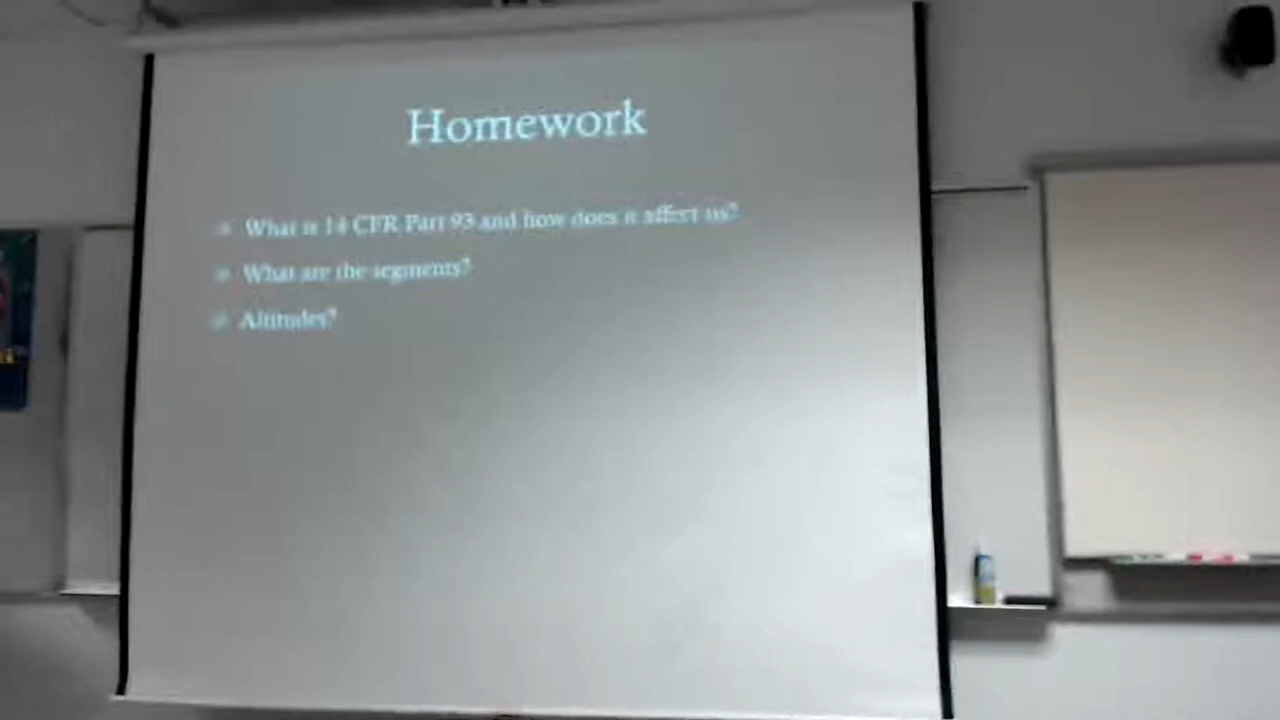 Homework
What is 14 CFR Part 93 and how does it affect us?
What are the segments?
Altitudes?